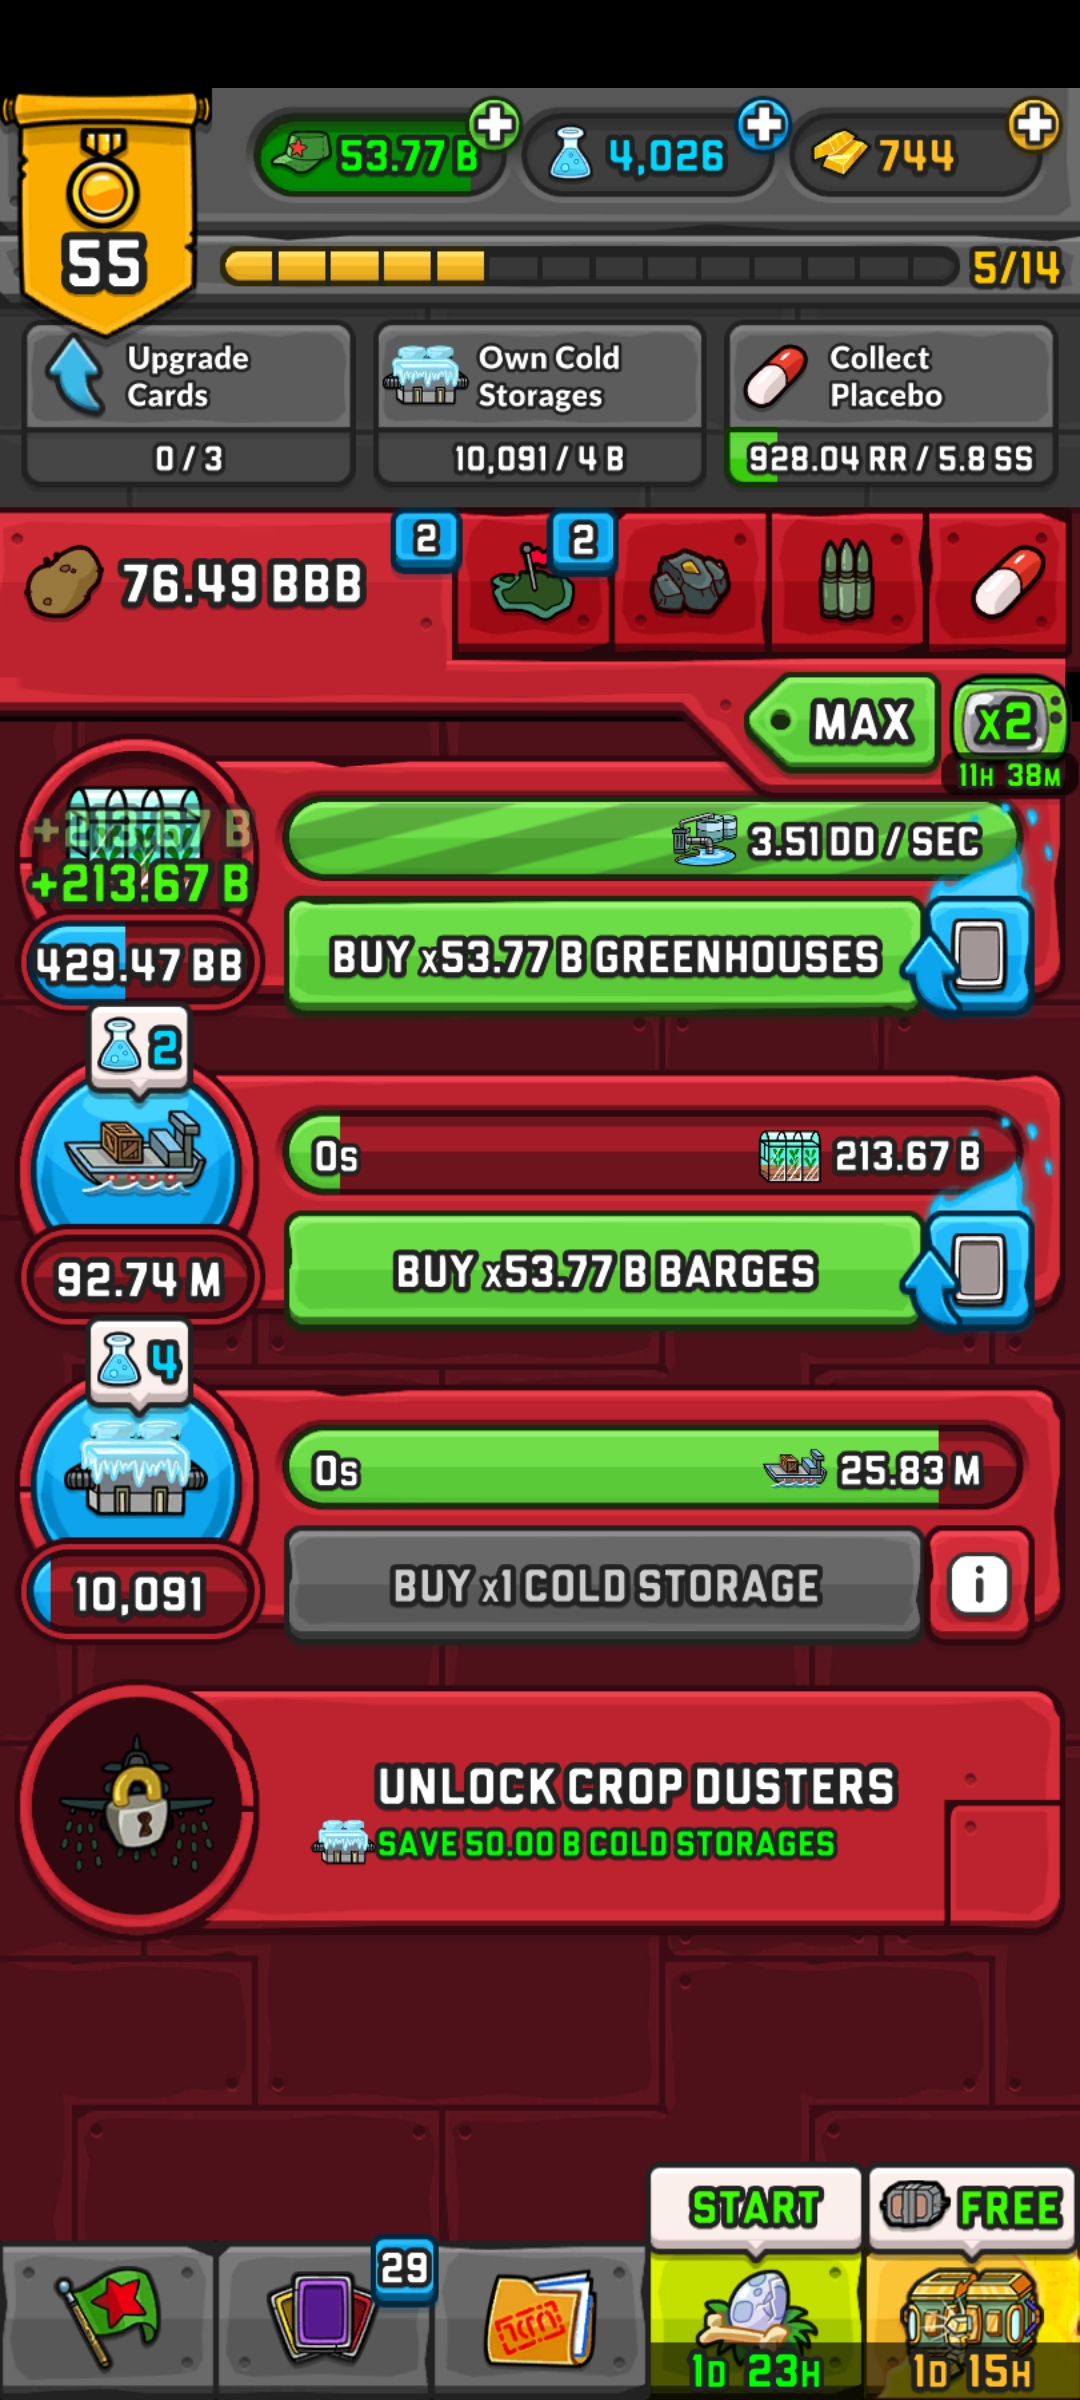 53.77 B
4,026
744
55
5/14
Upgrade
Cards
0 / 3
Own Cold
Storages
10,091 / 4 B
Collect
Placebo
928.04 RR / 5.8 SS
76.49 BBB
2
2
MAX
x2
11H 38M
+213.67 B
+213.67 B
429.47 BB
3.51 DD / SEC
BUY x53.77 B GREENHOUSES
2
92.74 M
0s
213.67 B
BUY x53.77 B BARGES
4
10,091
0s
25.83 M
BUY x1 COLD STORAGE
i
UNLOCK CROP DUSTERS
SAVE 50.00 B COLD STORAGES
29
START
1D 23H
FREE
1D 15H